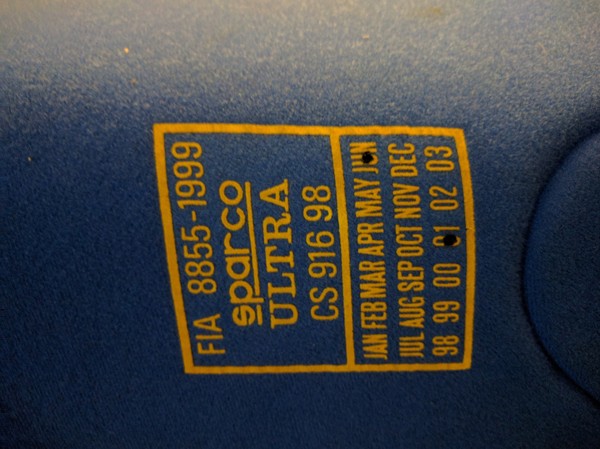 FIA 8855-1999
sparco
ULTRA
CS 916 98
JAN FEB MAR APR MAY JUN
JUL AUG SEP OCT NOV DEC
98 99 00 01 02 03